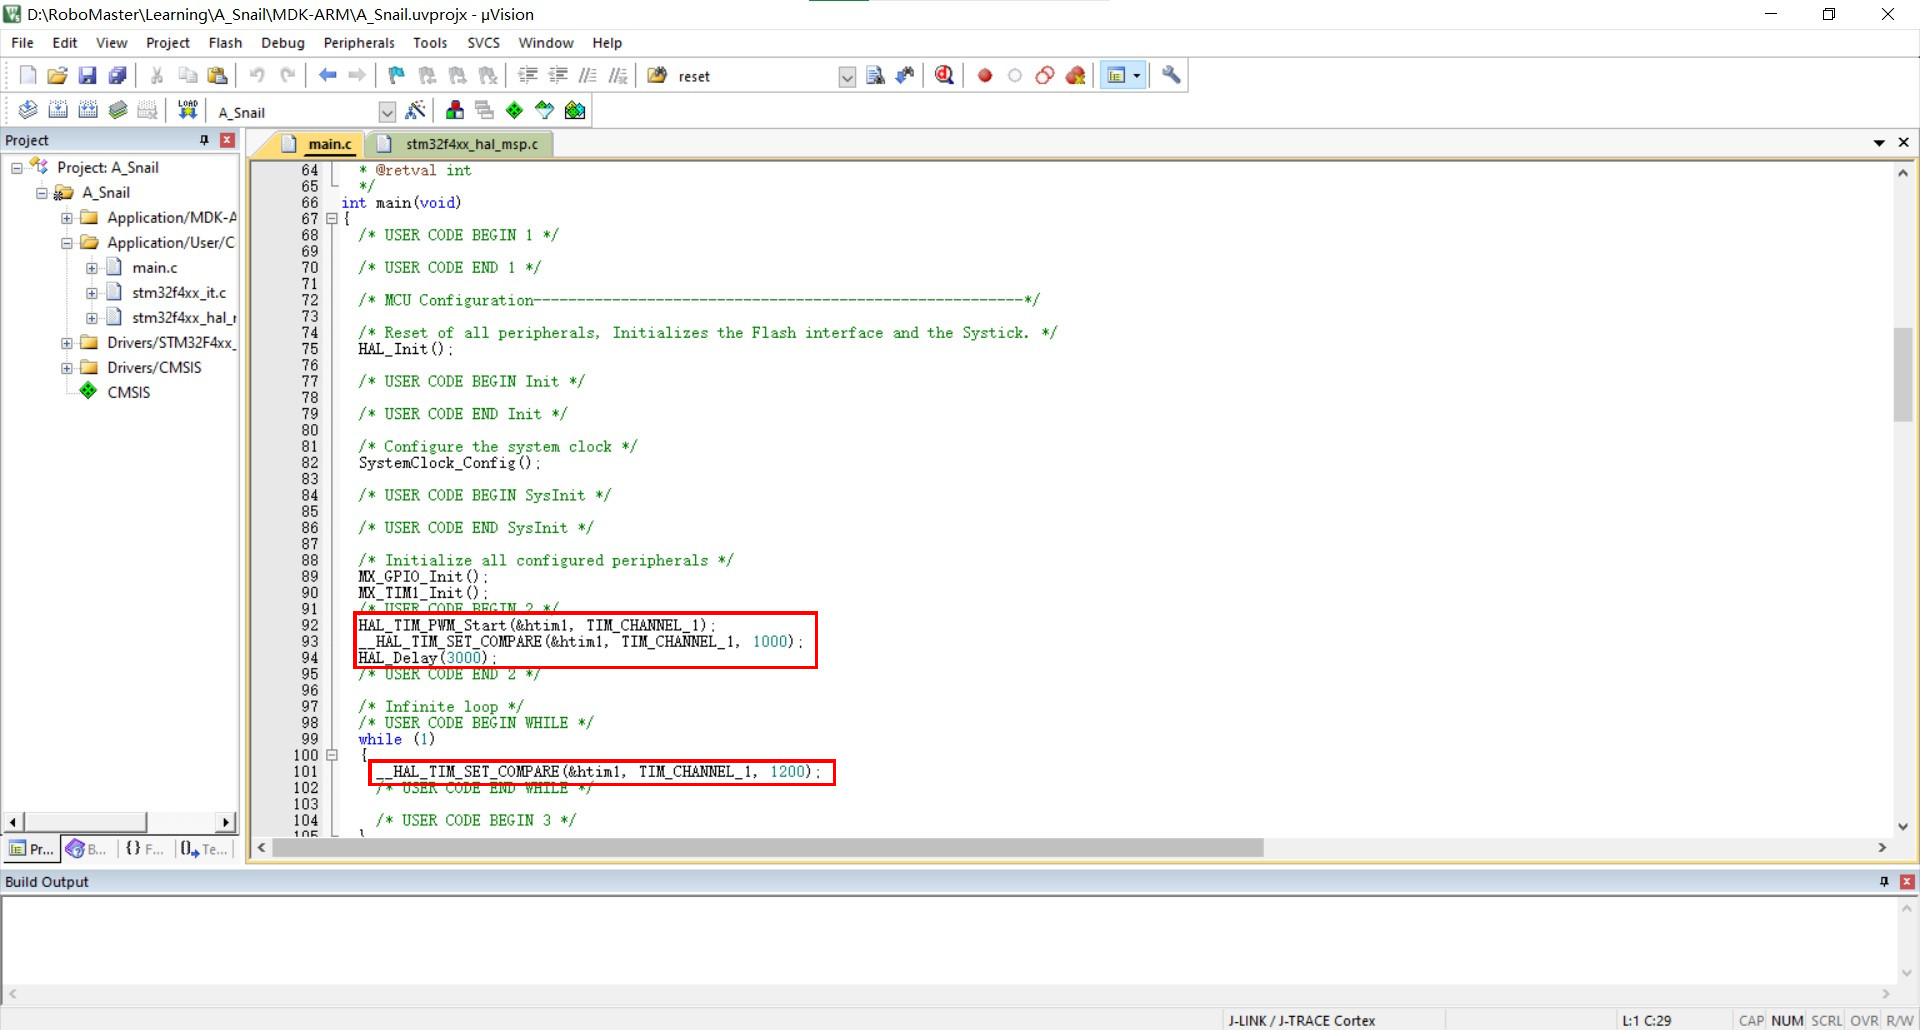 D:\RoboMaster\Learning\A_Snail\MDK-ARM\A_Snail.uvprojx - µVision
File Edit View Project Flash Debug Peripherals Tools SVCS Window Help
reset
LOAD A_Snail
Project
main.c stm32f4xx_hal_msp.c
Project: A_Snail
A_Snail
Application/MDK-A
Application/User/C
main.c
stm32f4xx_it.c
stm32f4xx_hal_r
Drivers/STM32F4xx_
Drivers/CMSIS
CMSIS
Pr... B... {} F... Te...
64 * @retval int
65 */
66 int main(void)
67 {
68 /* USER CODE BEGIN 1 */
69
70 /* USER CODE END 1 */
71
72 /* MCU Configuration--------------------------------------------------------*/
73
74 /* Reset of all peripherals, Initializes the Flash interface and the Systick. */
75 HAL_Init();
76
77 /* USER CODE BEGIN Init */
78
79 /* USER CODE END Init */
80
81 /* Configure the system clock */
82 SystemClock_Config();
83
84 /* USER CODE BEGIN SysInit */
85
86 /* USER CODE END SysInit */
87
88 /* Initialize all configured peripherals */
89 MX_GPIO_Init();
90 MX_TIM1_Init();
91 /* USER CODE BEGIN 2 */
92 HAL_TIM_PWM_Start(&htim1, TIM_CHANNEL_1);
93 __HAL_TIM_SET_COMPARE(&htim1, TIM_CHANNEL_1, 1000);
94 HAL_Delay(3000);
95 /* USER CODE END 2 */
96
97 /* Infinite loop */
98 /* USER CODE BEGIN WHILE */
99 while (1)
100 {
101 __HAL_TIM_SET_COMPARE(&htim1, TIM_CHANNEL_1, 1200);
102 /* USER CODE END WHILE */
103
104 /* USER CODE BEGIN 3 */
105 }
Build Output
J-LINK / J-TRACE Cortex L:1 C:29 CAP NUM SCRL OVR R/W